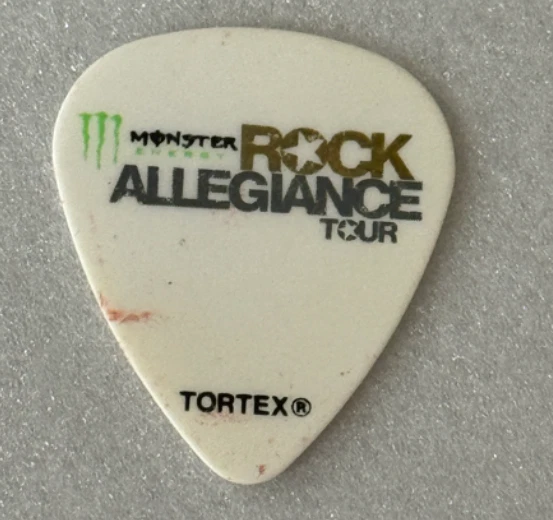 MONSTER ROCK
ENERGY
ALLEGIANCE
TOUR
TORTEX®